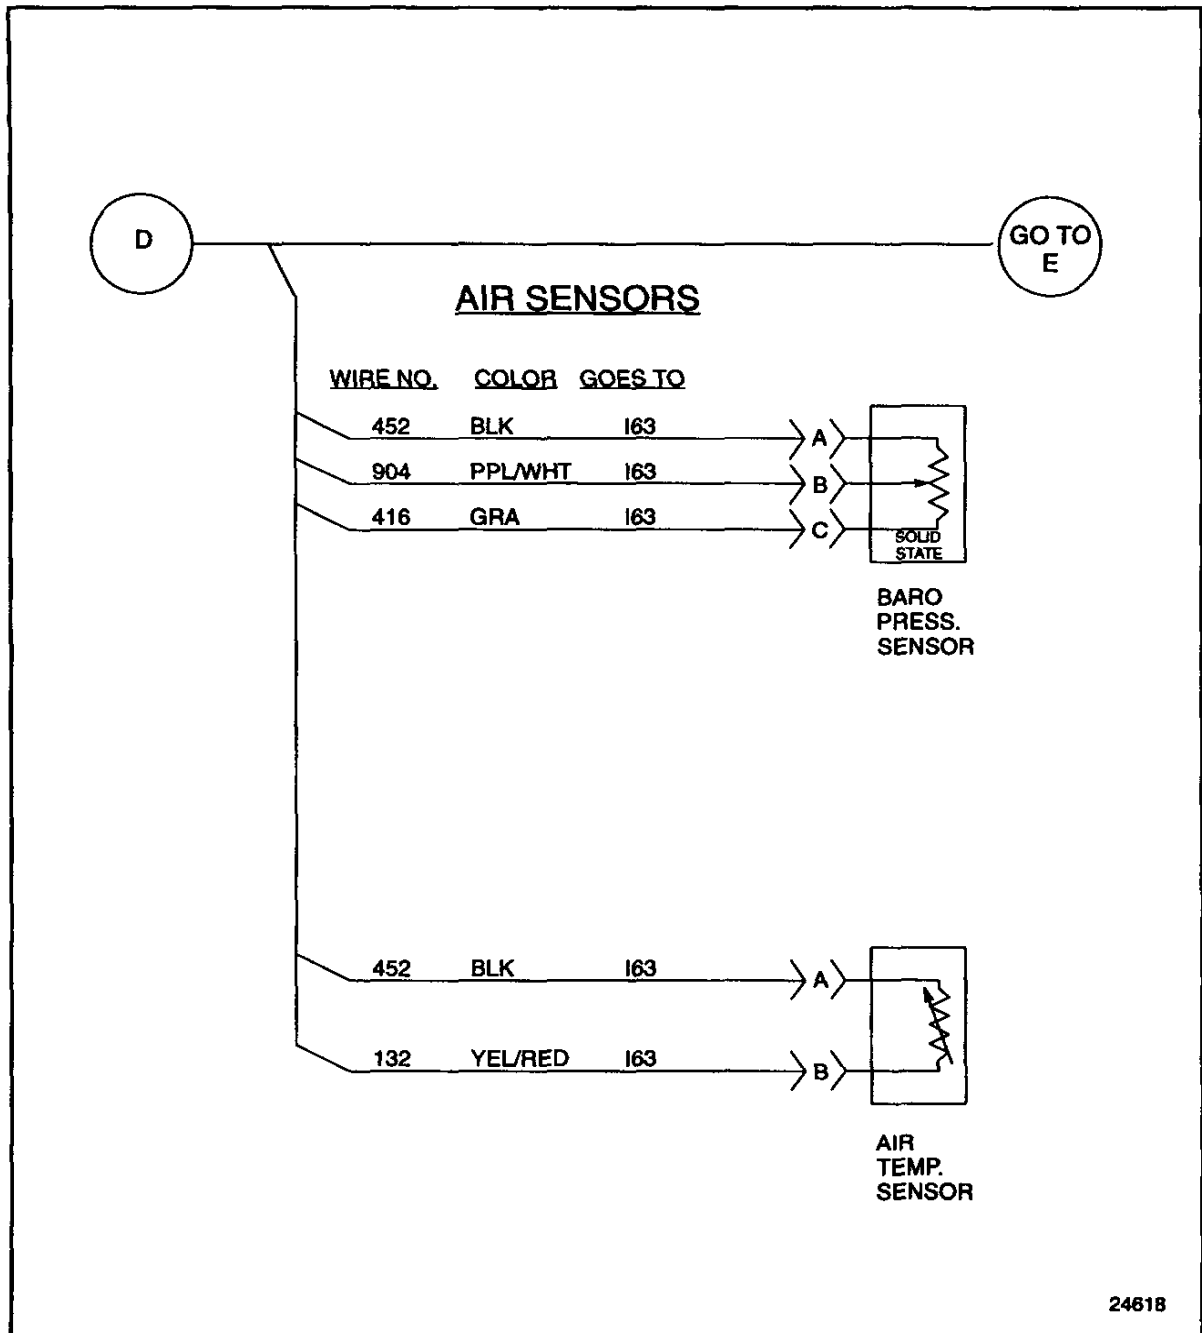 D
GO TO
E
AIR SENSORS
WIRE NO. COLOR GOES TO
452 BLK I63 A
904 PPL/WHT I63 B
416 GRA I63 C
SOLID
STATE
BARO
PRESS.
SENSOR
452 BLK I63 A
132 YEL/RED I63 B
AIR
TEMP.
SENSOR
24618